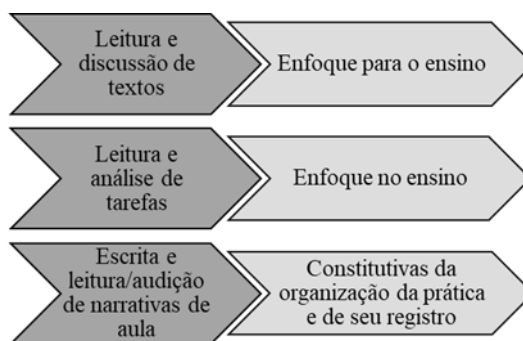 Leitura e
discussão de
textos
Enfoque para o ensino
Leitura e
análise de
tarefas
Enfoque no ensino
Escrita e
leitura/audição
de narrativas de
aula
Constitutivas da
organização da prática
e de seu registro